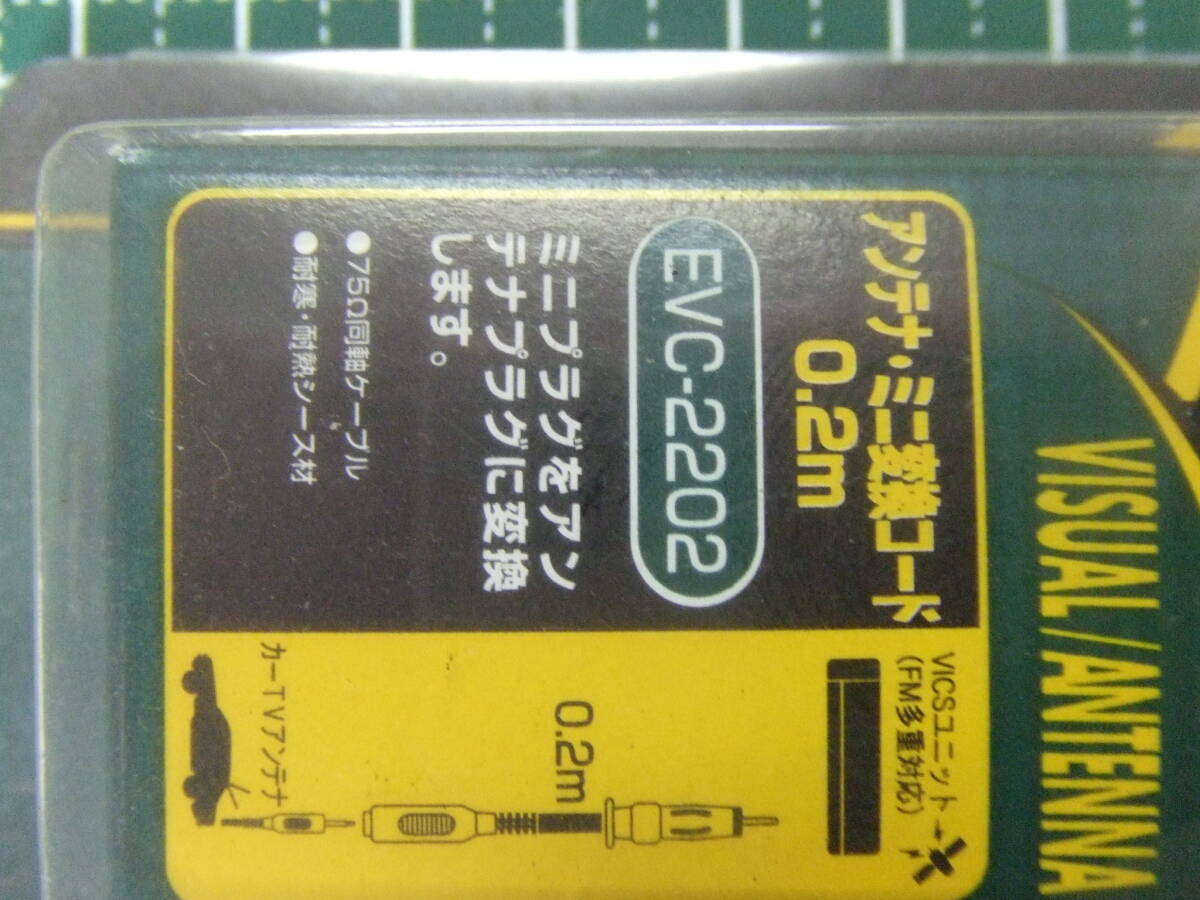 VISUAL/ANTENNA
アンテナ・ミニ変換コード
0.2m
EVC-2202
ミニプラグをアン
テナプラグに変換
します。
●75Ω同軸ケーブル
●耐寒・耐熱シース材
VICSユニット
(FM多重対応)
0.2m
カーTVアンテナ